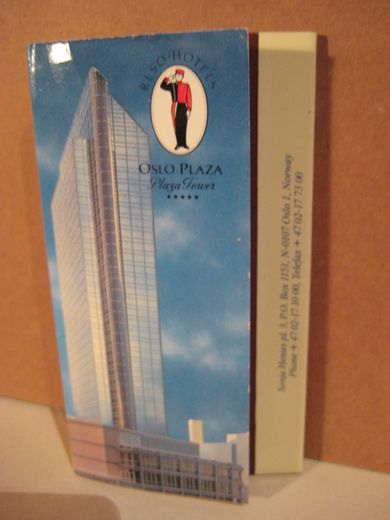 RESO-HOTELS
OSLO PLAZA
Plaza Tower
★★★★★
Sonja Henies pl. 3, P.O. Box 1151, N-0107 Oslo 1, Norway
Phone + 47 02-17 10 00, Telefax + 47 02-17 73 00